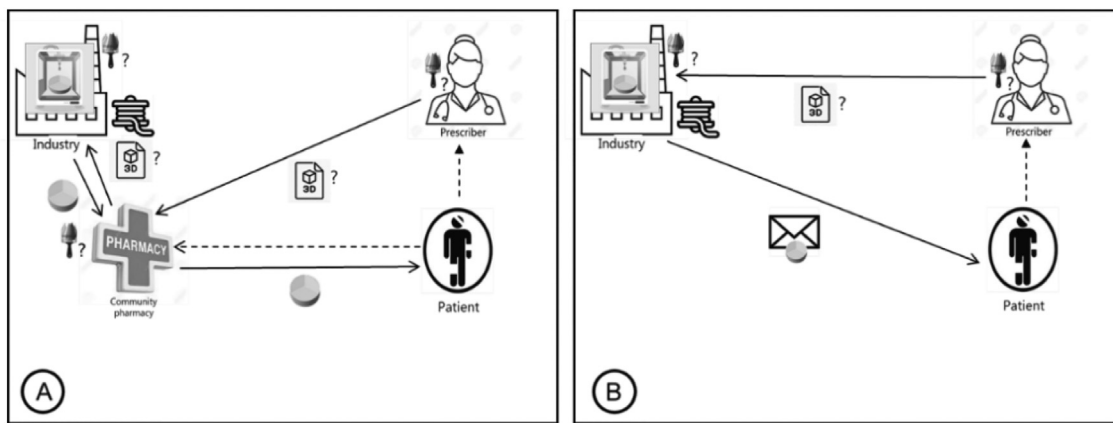 ?
?
Industry
Prescriber
3D
?
3D
?
PHARMACY
?
Community
pharmacy
Patient
A
?
?
3D
?
Industry
Prescriber
Patient
B